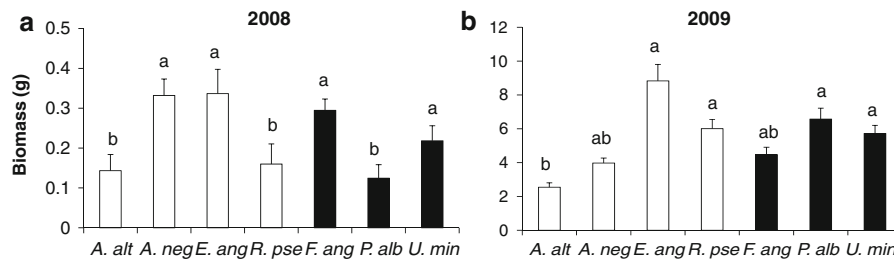 a 2008
Biomass (g)
0.5
0.4
0.3
0.2
0.1
0
b a a b a b a
A. alt A. neg E. ang R. pse F. ang P. alb U. min
b 2009
12
10
8
6
4
2
0
b ab a a ab a a
A. alt A. neg E. ang R. pse F. ang P. alb U. min